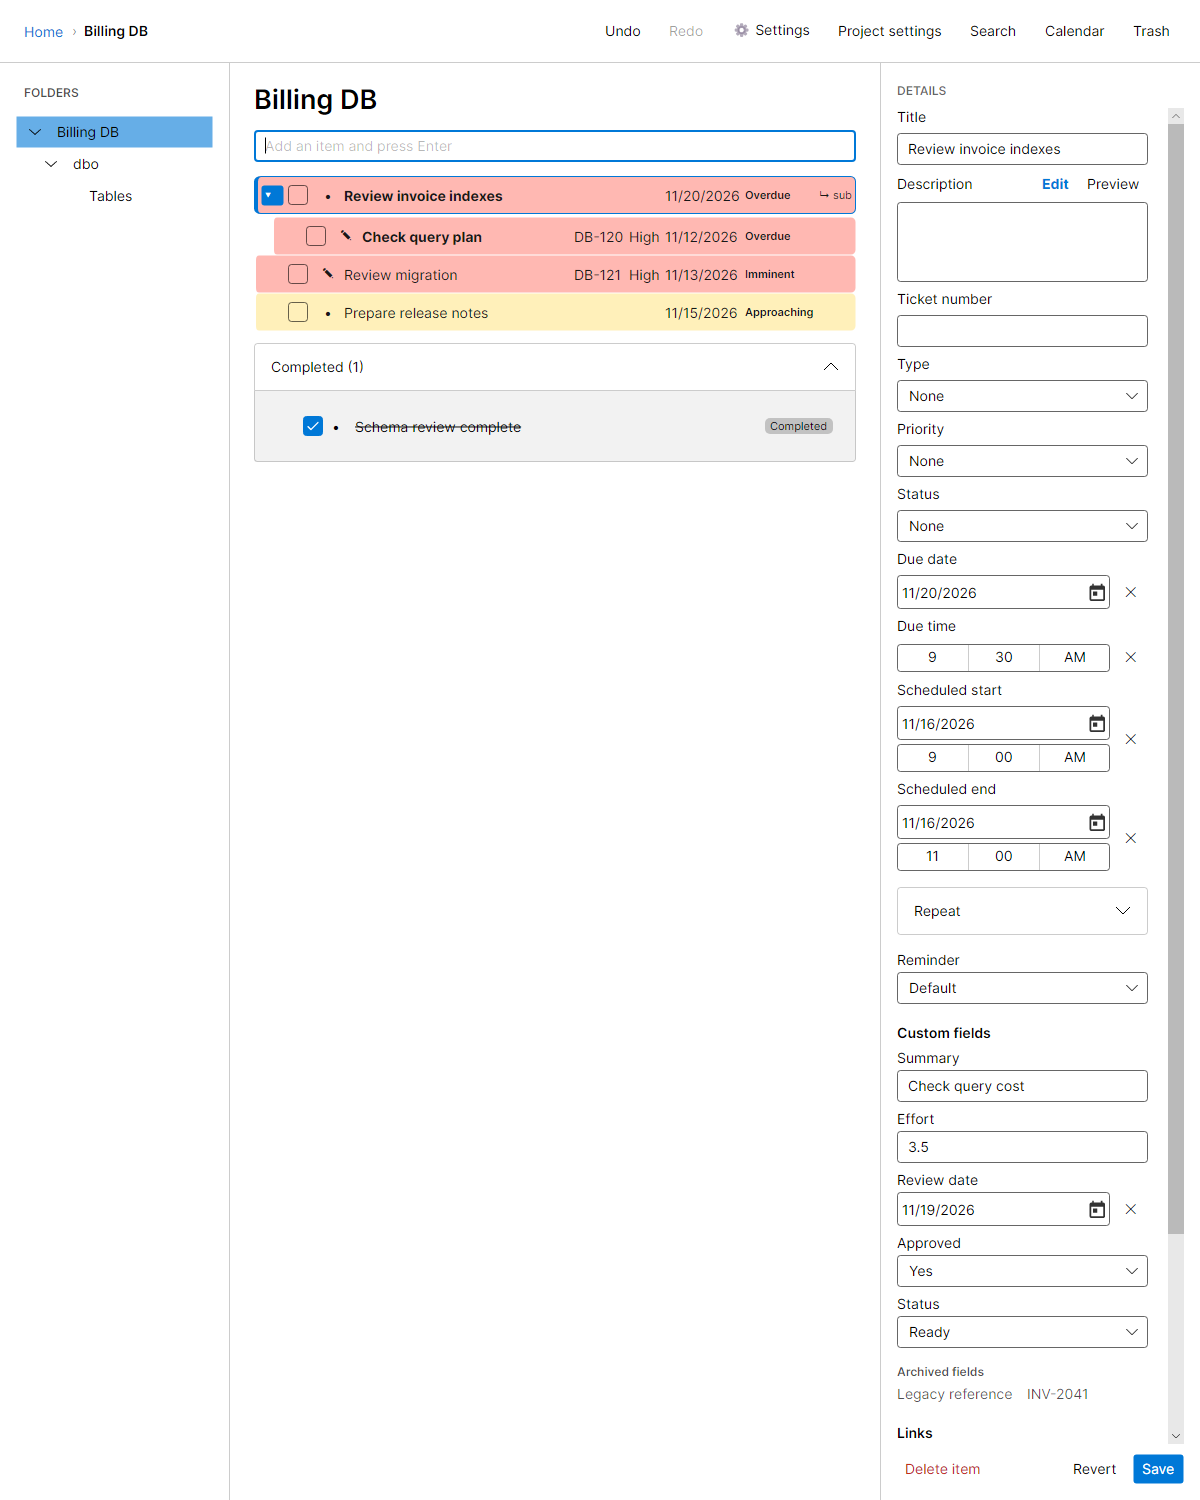 Home › Billing DB
Undo Redo Settings Project settings Search Calendar Trash
FOLDERS
Billing DB
dbo
Tables
Billing DB
Add an item and press Enter
• Review invoice indexes 11/20/2026 Overdue ↪ sub
Check query plan DB-120 High 11/12/2026 Overdue
Review migration DB-121 High 11/13/2026 Imminent
• Prepare release notes 11/15/2026 Approaching
Completed (1)
• Schema review complete Completed
DETAILS
Title
Review invoice indexes
Description Edit Preview
Ticket number
Type
None
Priority
None
Status
None
Due date
11/20/2026
Due time
9 30 AM
Scheduled start
11/16/2026
9 00 AM
Scheduled end
11/16/2026
11 00 AM
Repeat
Reminder
Default
Custom fields
Summary
Check query cost
Effort
3.5
Review date
11/19/2026
Approved
Yes
Status
Ready
Archived fields
Legacy reference INV-2041
Links
Delete item Revert Save